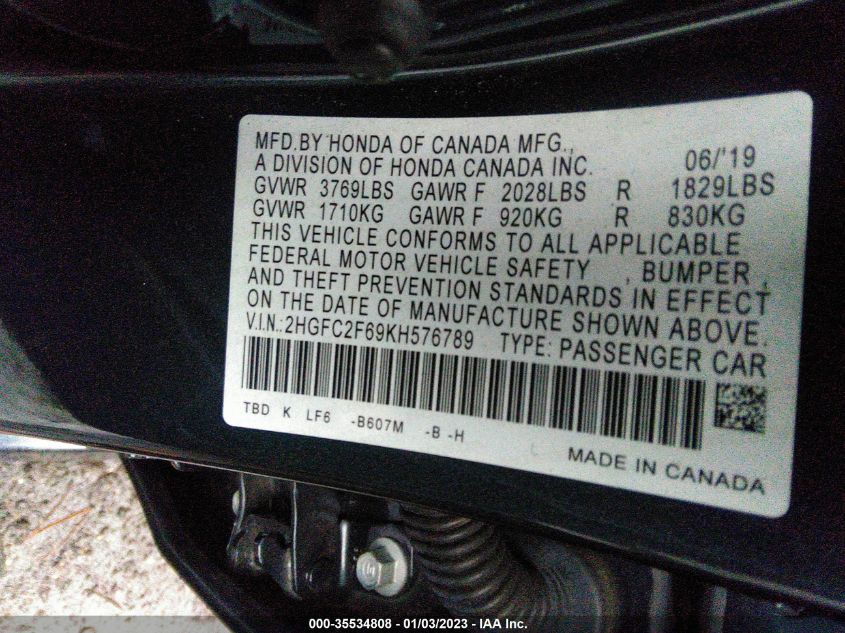 MFD.BY HONDA OF CANADA MFG.,
A DIVISION OF HONDA CANADA INC. 06/'19
GVWR 3769LBS GAWR F 2028LBS R 1829LBS
GVWR 1710KG GAWR F 920KG R 830KG
THIS VEHICLE CONFORMS TO ALL APPLICABLE
FEDERAL MOTOR VEHICLE SAFETY , BUMPER ,
AND THEFT PREVENTION STANDARDS IN EFFECT
ON THE DATE OF MANUFACTURE SHOWN ABOVE.
V.I.N.:2HGFC2F69KH576789 TYPE: PASSENGER CAR
TBD K LF6 -B607M -B -H
MADE IN CANADA
000-35534808 - 01/03/2023 - IAA Inc.